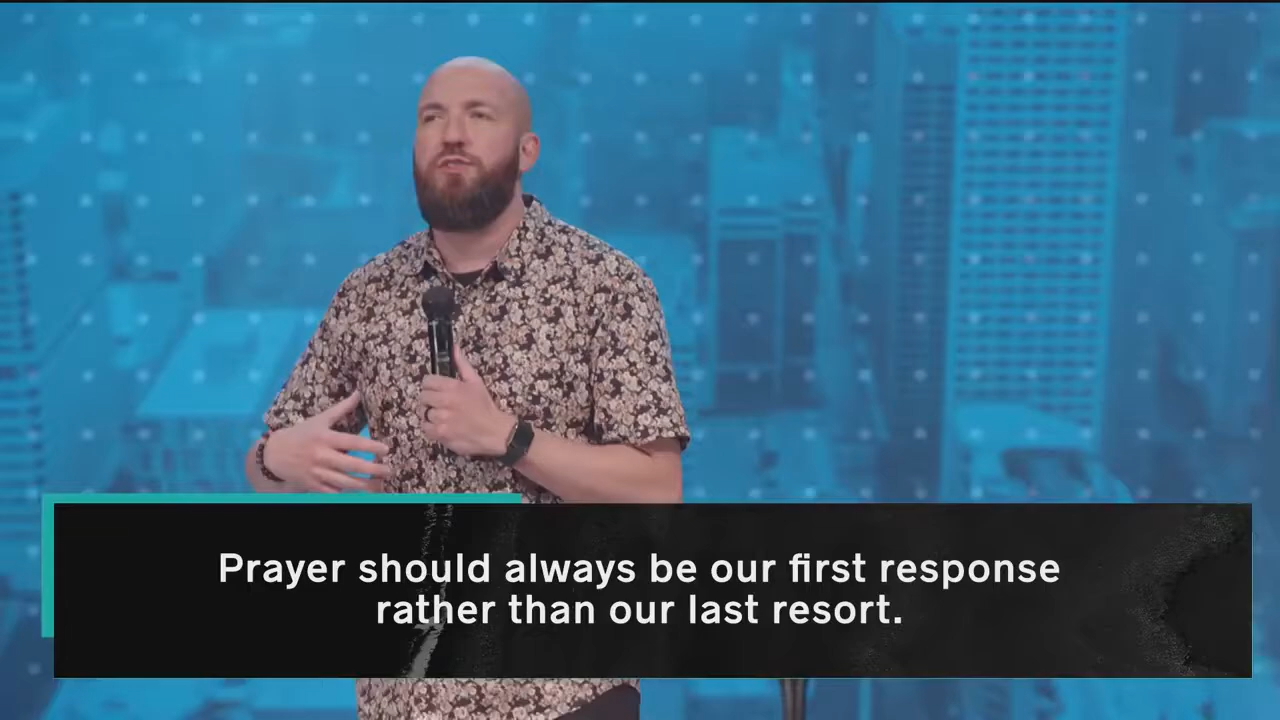 Prayer should always be our first response
rather than our last resort.